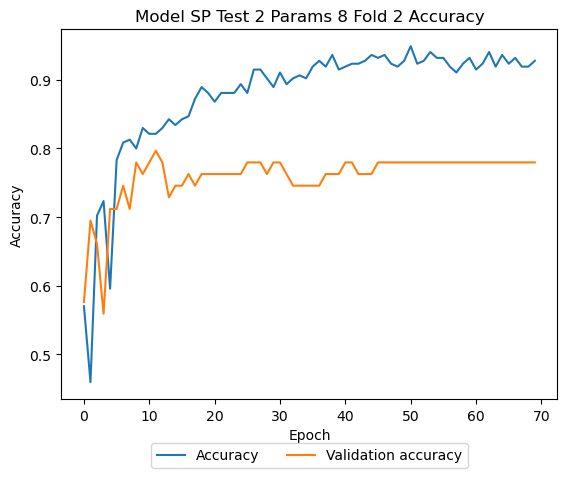 Model SP Test 2 Params 8 Fold 2 Accuracy
Accuracy
0.9
0.8
0.7
0.6
0.5
0 10 20 30 40 50 60 70
Epoch
Accuracy Validation accuracy